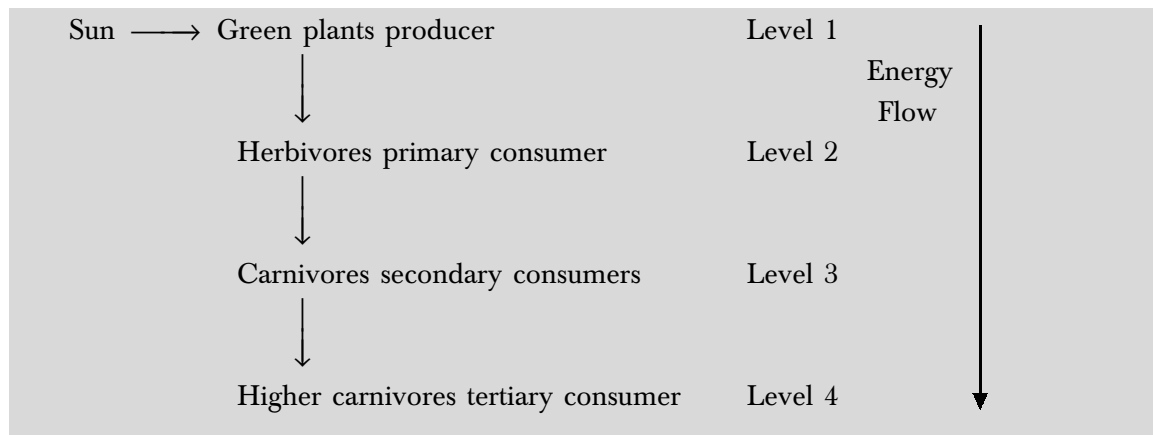 Sun Green plants producer Level 1
Energy
Flow
Herbivores primary consumer Level 2
Carnivores secondary consumers Level 3
Higher carnivores tertiary consumer Level 4